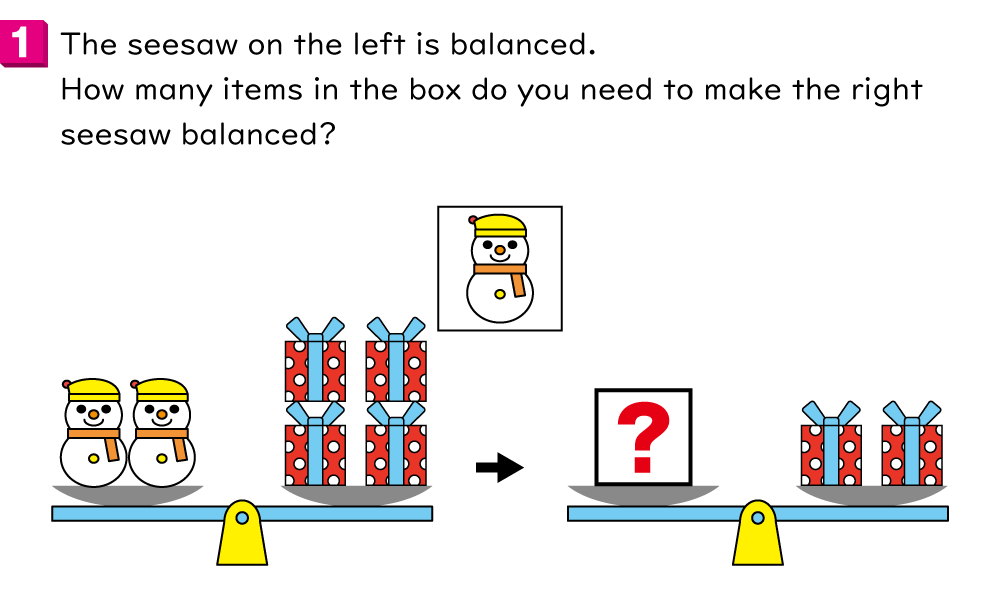 1 The seesaw on the left is balanced.
How many items in the box do you need to make the right
seesaw balanced?
?